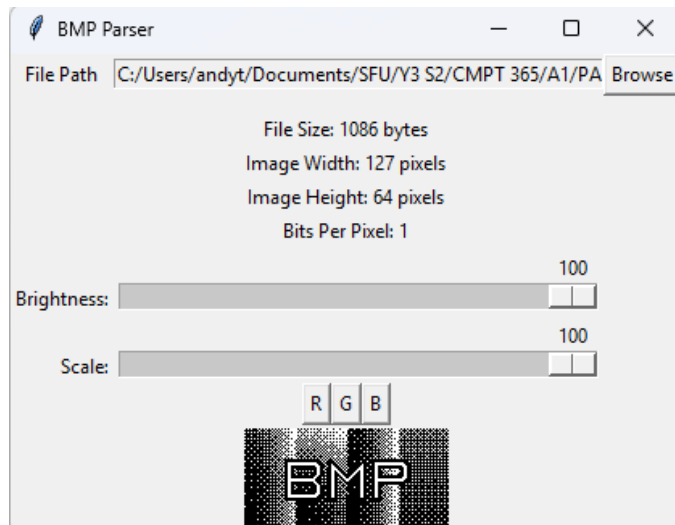 BMP Parser
File Path C:/Users/andyt/Documents/SFU/Y3 S2/CMPT 365/A1/PA Browse
File Size: 1086 bytes
Image Width: 127 pixels
Image Height: 64 pixels
Bits Per Pixel: 1
100
Brightness:
100
Scale:
R G B
BMP